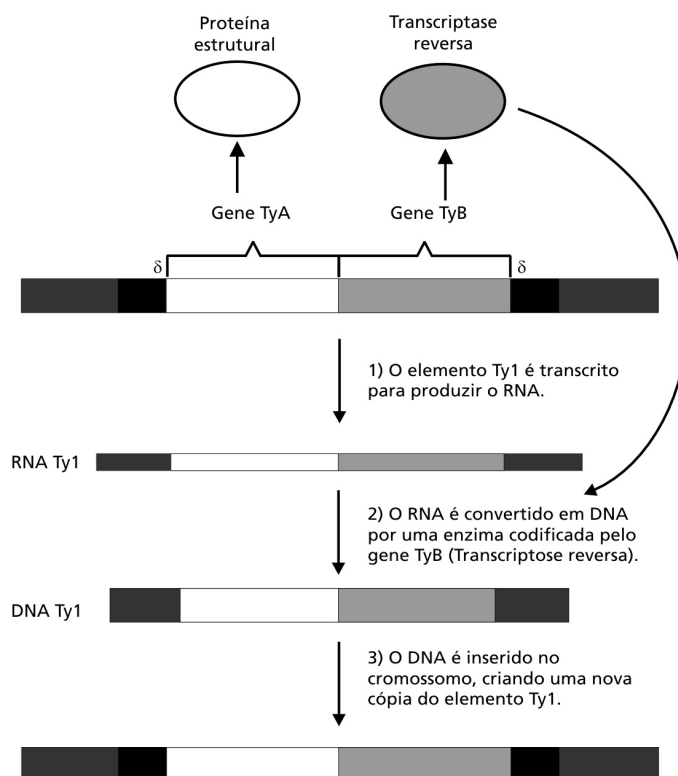 Proteína
estrutural
Transcriptase
reversa
Gene TyA
Gene TyB
δ
δ
1) O elemento Ty1 é transcrito
para produzir o RNA.
RNA Ty1
2) O RNA é convertido em DNA
por uma enzima codificada pelo
gene TyB (Transcriptose reversa).
DNA Ty1
3) O DNA é inserido no
cromossomo, criando uma nova
cópia do elemento Ty1.